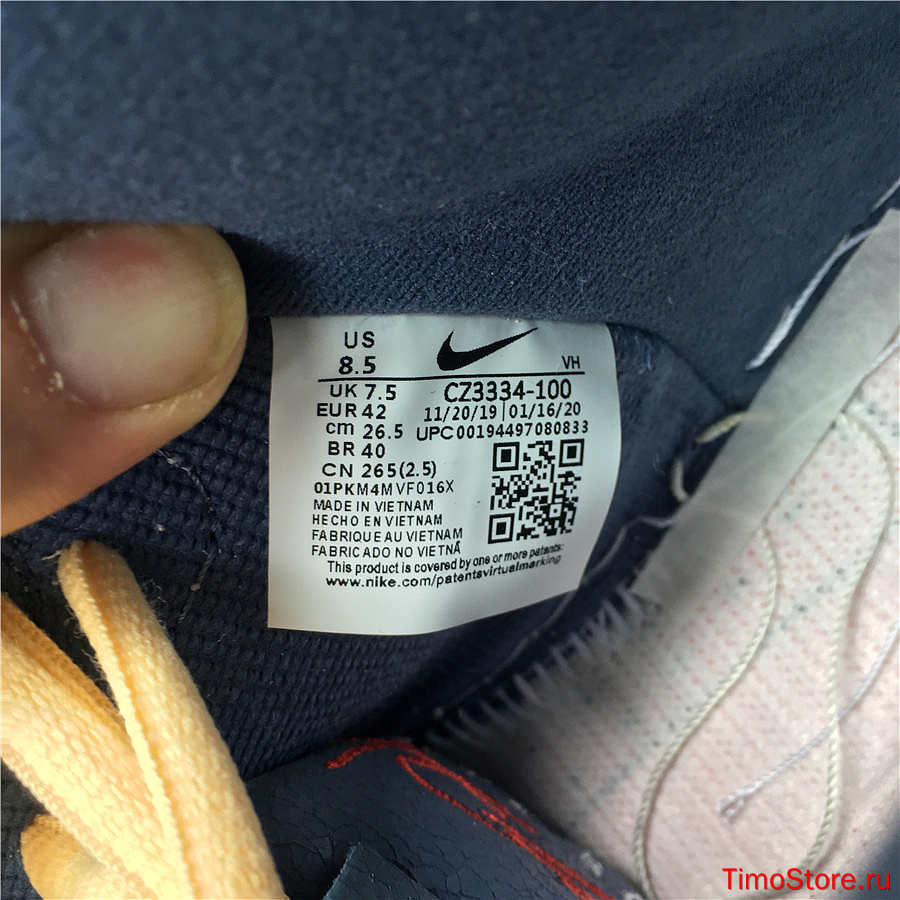 US
8.5
VH
UK 7.5 CZ3334-100
EUR 42 11/20/19 | 01/16/20
cm 26.5 UPC00194497080833
BR 40
CN 265(2.5)
01PKM4MVF016X
MADE IN VIETNAM
HECHO EN VIETNAM
FABRIQUE AU VIETNAM
FABRICADO NO VIETNÃ
This product is covered by one or more patents:
www.nike.com/patentsvirtualmarking
TimoStore.ru